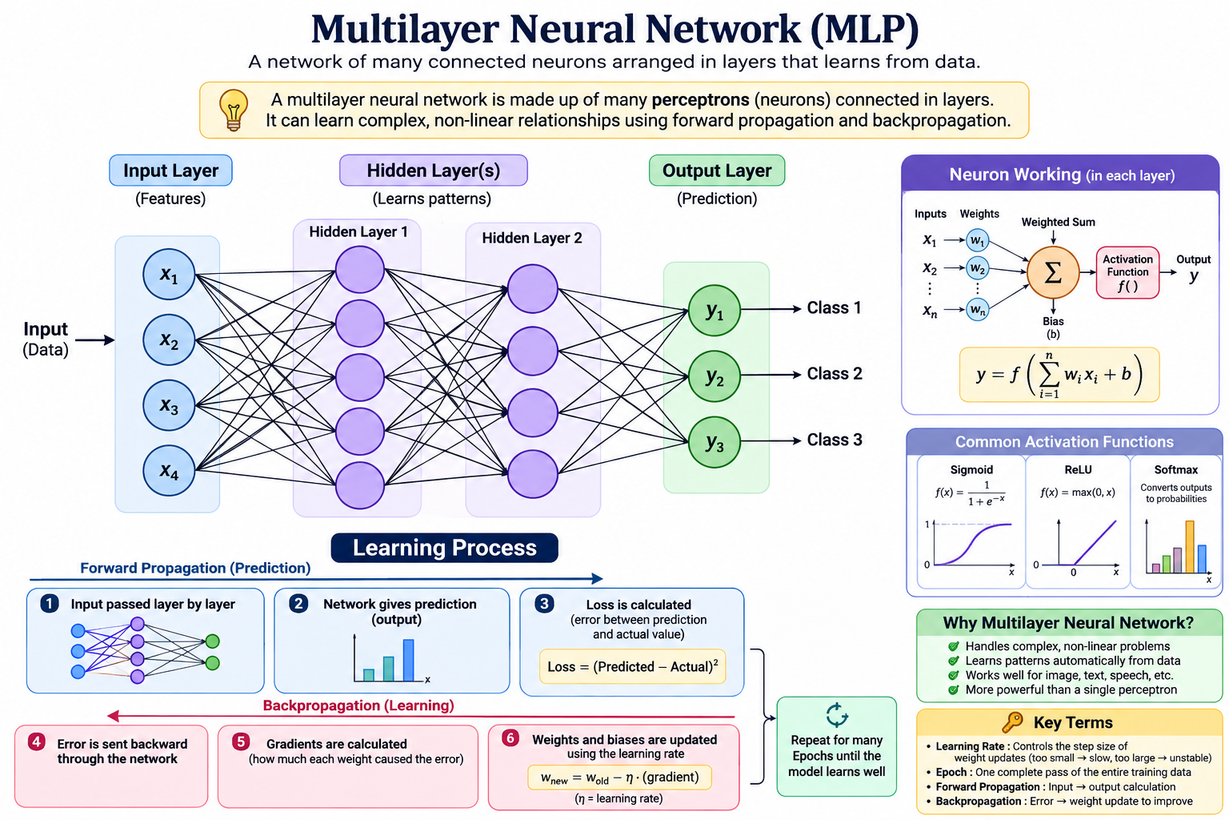 Multilayer Neural Network (MLP)
A network of many connected neurons arranged in layers that learns from data.
A multilayer neural network is made up of many perceptrons (neurons) connected in layers.
It can learn complex, non-linear relationships using forward propagation and backpropagation.
Input Layer
(Features)
Hidden Layer(s)
(Learns patterns)
Output Layer
(Prediction)
Hidden Layer 1
Hidden Layer 2
Input
(Data)
x₁
x₂
x₃
x₄
y₁
y₂
y₃
Class 1
Class 2
Class 3
Neuron Working (in each layer)
Inputs
Weights
Weighted Sum
x₁
w₁
x₂
w₂
⋮
⋮
xₙ
wₙ
Σ
Activation
Function
f( )
Output
y
Bias
(b)
y = f ( Σⁿᵢ₌₁ wᵢxᵢ + b )
Common Activation Functions
Sigmoid
f(x) = 1 / (1 + e⁻ˣ)
1
0
x
ReLU
f(x) = max(0, x)
0
0
x
Softmax
Converts outputs
to probabilities
x
Learning Process
Forward Propagation (Prediction)
1 Input passed layer by layer
2 Network gives prediction
(output)
x
3 Loss is calculated
(error between prediction
and actual value)
Loss = (Predicted − Actual)²
Backpropagation (Learning)
4 Error is sent backward
through the network
5 Gradients are calculated
(how much each weight caused the error)
6 Weights and biases are updated
using the learning rate
w_new = w_old − η · (gradient)
(η = learning rate)
Repeat for many
Epochs until the
model learns well
Why Multilayer Neural Network?
Handles complex, non-linear problems
Learns patterns automatically from data
Works well for image, text, speech, etc.
More powerful than a single perceptron
Key Terms
• Learning Rate : Controls the step size of
weight updates (too small → slow, too large → unstable)
• Epoch : One complete pass of the entire training data
• Forward Propagation : Input → output calculation
• Backpropagation : Error → weight update to improve